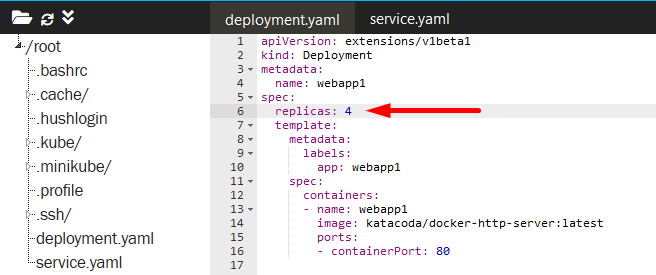 deployment.yaml
service.yaml
/root
.bashrc
.cache/
.hushlogin
.kube/
.minikube/
.profile
.ssh/
deployment.yaml
service.yaml
1 apiVersion: extensions/v1beta1
2 kind: Deployment
3 metadata:
4   name: webapp1
5 spec:
6   replicas: 4
7   template:
8     metadata:
9       labels:
10         app: webapp1
11     spec:
12       containers:
13       - name: webapp1
14         image: katacoda/docker-http-server:latest
15         ports:
16         - containerPort: 80
17